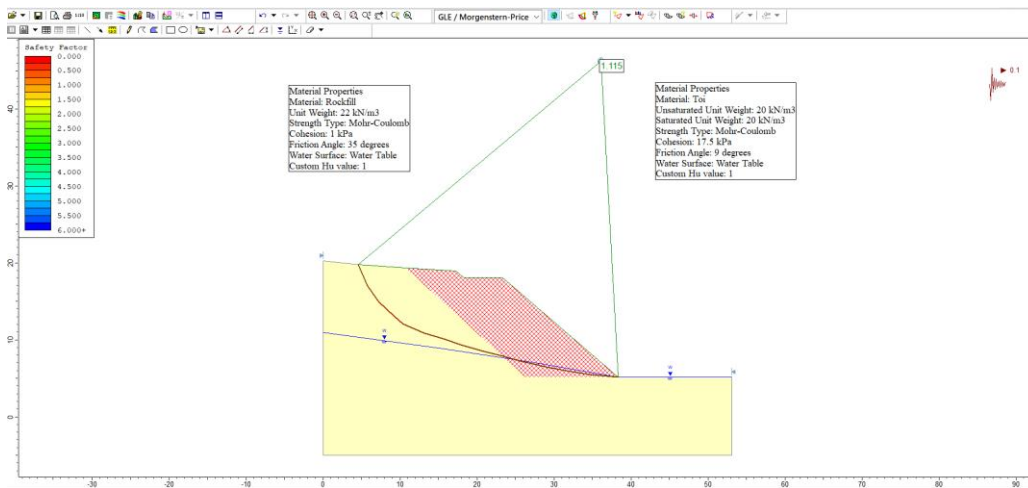 GLE / Morgenstern-Price
Safety Factor
0.000
0.500
1.000
1.500
2.000
2.500
3.000
3.500
4.000
4.500
5.000
5.500
6.000+
1.115
0.1
Material Properties
Material: Rockfill
Unit Weight: 22 kN/m3
Strength Type: Mohr-Coulomb
Cohesion: 1 kPa
Friction Angle: 35 degrees
Water Surface: Water Table
Custom Hu value: 1
Material Properties
Material: Toi
Unsaturated Unit Weight: 20 kN/m3
Saturated Unit Weight: 20 kN/m3
Strength Type: Mohr-Coulomb
Cohesion: 17.5 kPa
Friction Angle: 9 degrees
Water Surface: Water Table
Custom Hu value: 1
40
30
20
10
0
-30 -20 -10 0 10 20 30 40 50 60 70 80 90